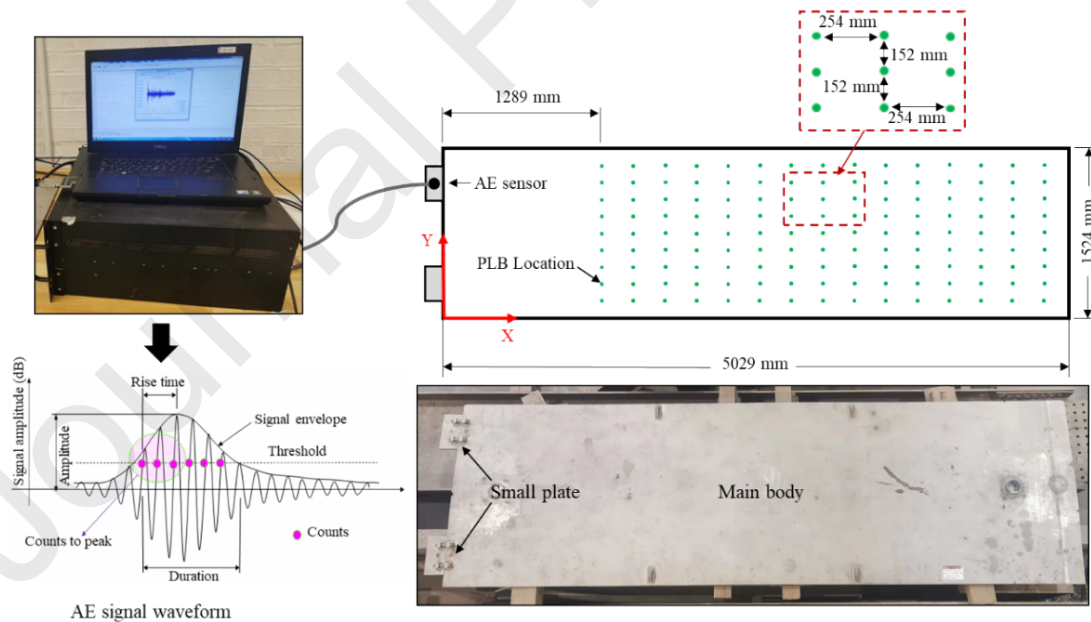 Journal P
254 mm
152 mm
152 mm
254 mm
1289 mm
AE sensor
Y
PLB Location
X
1524 mm
5029 mm
Signal amplitude (dB)
Rise time
Amplitude
Signal envelope
Threshold
Counts to peak
Counts
Duration
AE signal waveform
Small plate
Main body